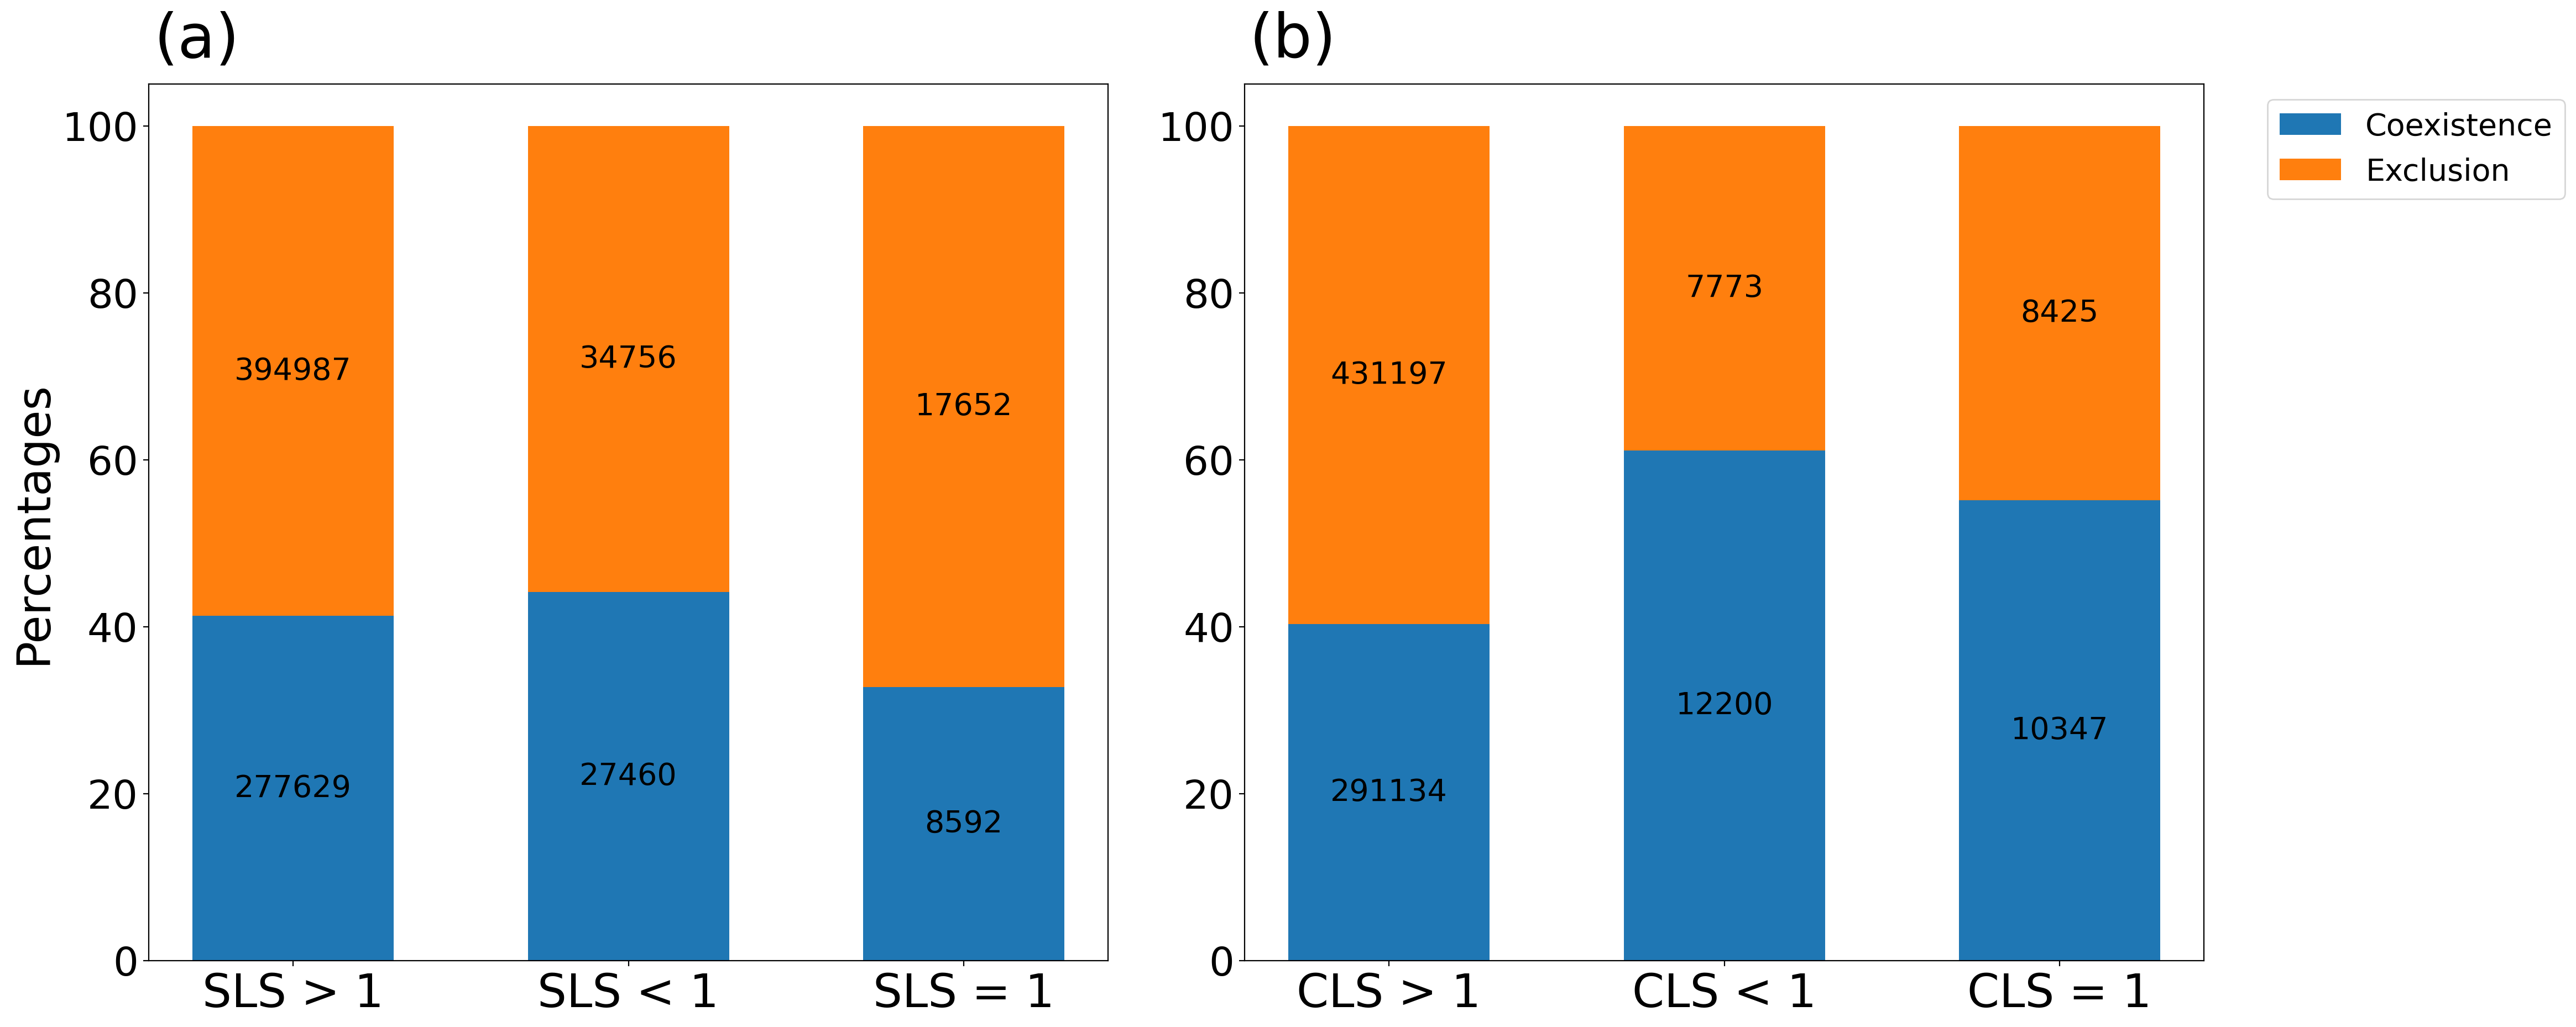 (a)
Percentages
100
80
60
40
20
0
394987
34756
17652
277629
27460
8592
SLS > 1
SLS < 1
SLS = 1
(b)
100
80
60
40
20
0
431197
7773
8425
291134
12200
10347
CLS > 1
CLS < 1
CLS = 1
Coexistence
Exclusion